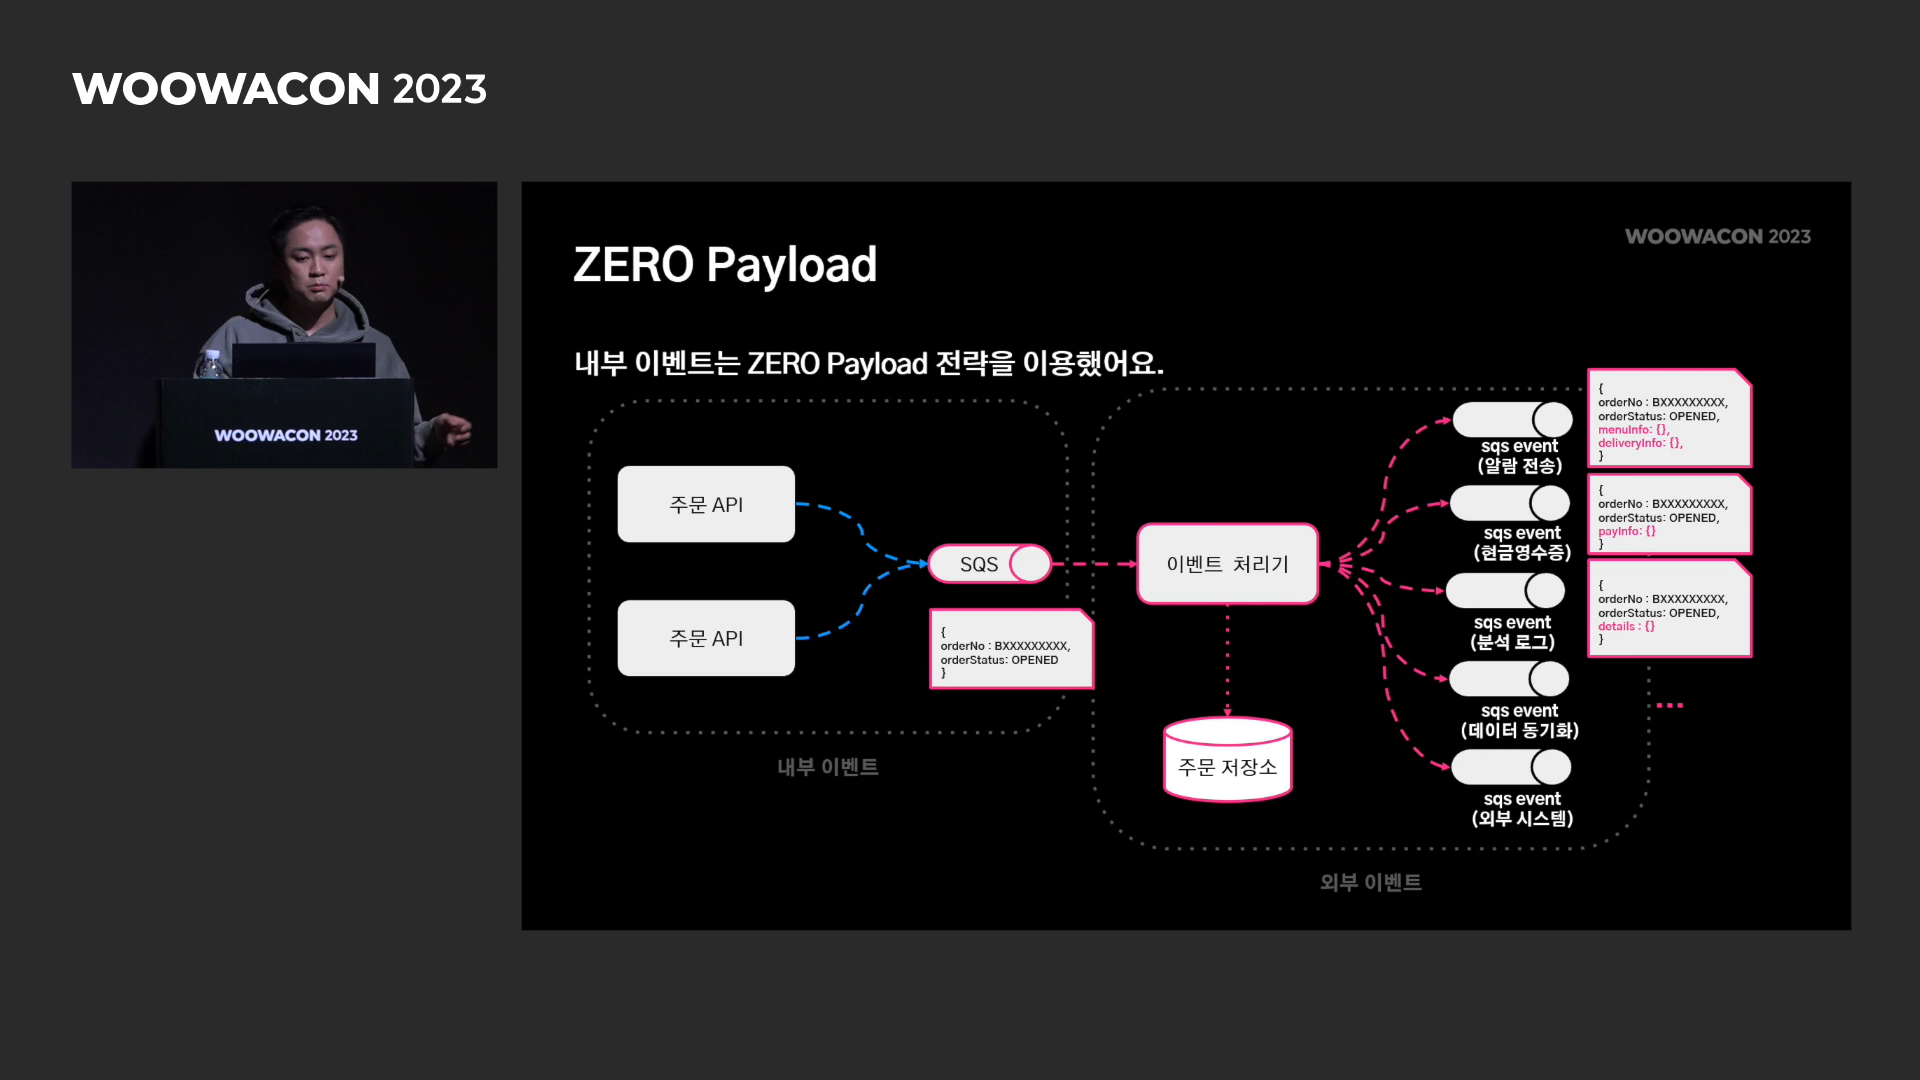 WOOWACON 2023
WOOWACON 2023
WOOWACON 2023
ZERO Payload
내부 이벤트는 ZERO Payload 전략을 이용했어요.
주문 API
주문 API
SQS
{
orderNo : BXXXXXXXXX,
orderStatus: OPENED
}
내부 이벤트
이벤트 처리기
주문 저장소
sqs event
(알람 전송)
{
orderNo : BXXXXXXXXX,
orderStatus: OPENED,
menuInfo: {},
deliveryInfo: {},
}
sqs event
(현금영수증)
{
orderNo : BXXXXXXXXX,
orderStatus: OPENED,
payInfo: {}
}
sqs event
(분석 로그)
{
orderNo : BXXXXXXXXX,
orderStatus: OPENED,
details : {}
}
sqs event
(데이터 동기화)
...
sqs event
(외부 시스템)
외부 이벤트